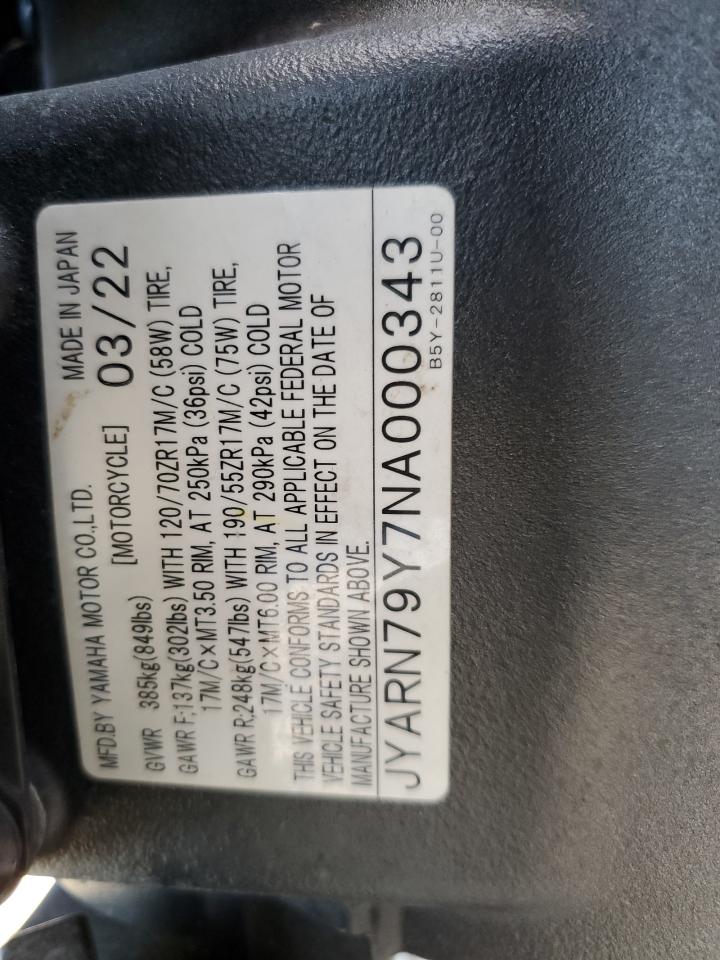 MFD.BY YAMAHA MOTOR CO.,LTD. MADE IN JAPAN
GVWR 385kg(849lbs) [MOTORCYCLE] 03/22
GAWR F;137kg(302lbs) WITH 120/70ZR17M/C (58W) TIRE,
17M/C×MT3.50 RIM, AT 250kPa (36psi) COLD
GAWR R;248kg(547lbs) WITH 190/55ZR17M/C (75W) TIRE,
17M/C×MT6.00 RIM, AT 290kPa (42psi) COLD
THIS VEHICLE CONFORMS TO ALL APPLICABLE FEDERAL MOTOR
VEHICLE SAFETY STANDARDS IN EFFECT ON THE DATE OF
MANUFACTURE SHOWN ABOVE.
JYARN79Y7NA000343
B5Y-2811U-00